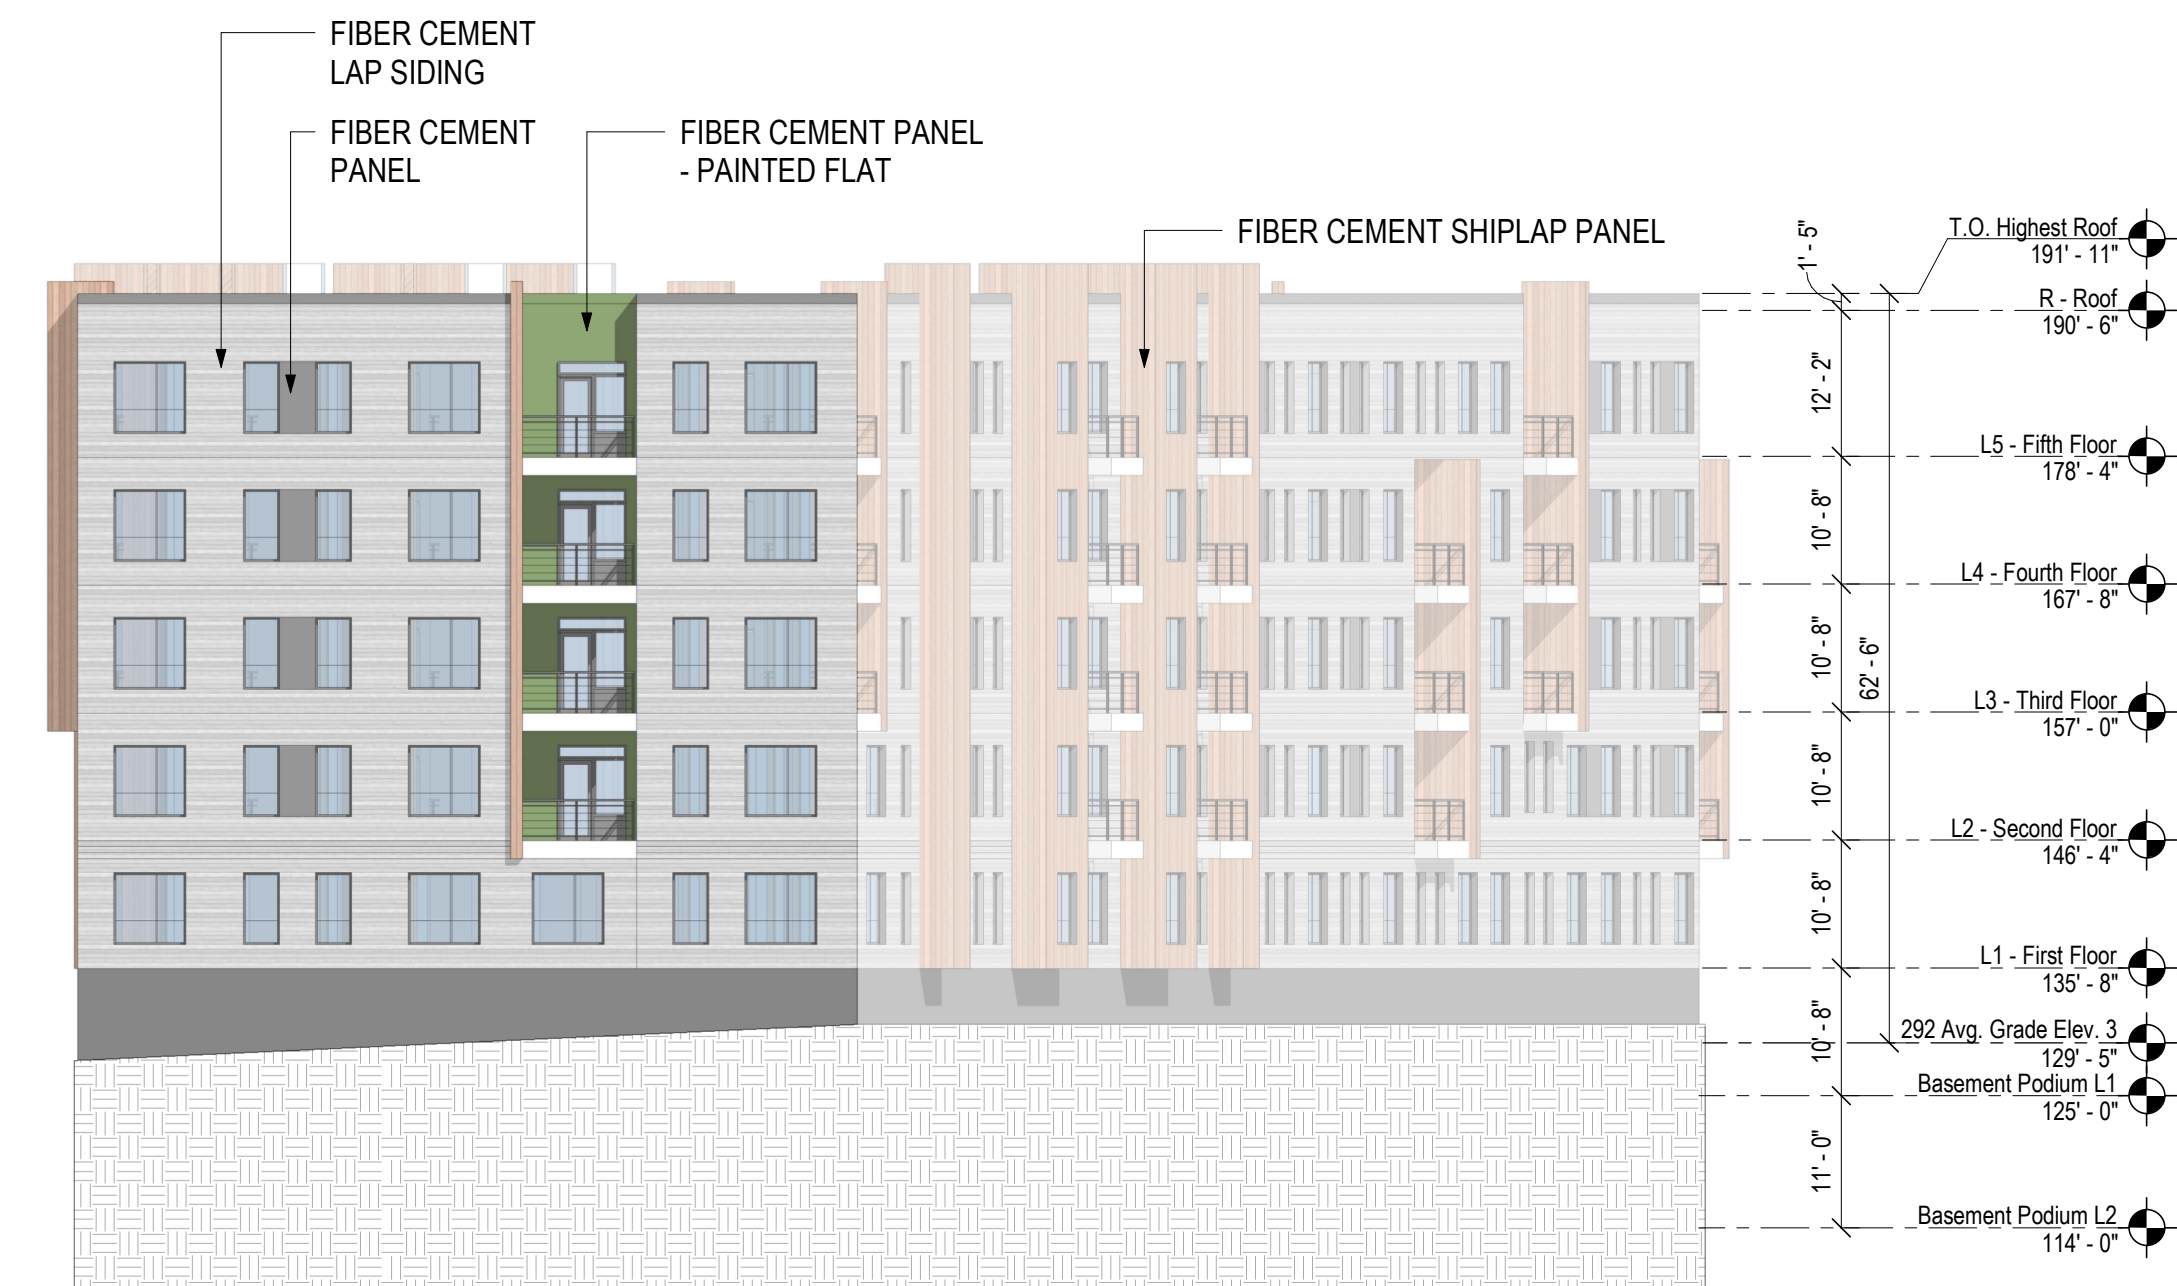 FIBER CEMENT
LAP SIDING
FIBER CEMENT
PANEL
FIBER CEMENT PANEL
- PAINTED FLAT
FIBER CEMENT SHIPLAP PANEL
1' - 5"
12' - 2"
10' - 8"
10' - 8"
10' - 8"
10' - 8"
10' - 8"
11' - 0"
62' - 6"
T.O. Highest Roof
191' - 11"
R - Roof
190' - 6"
L5 - Fifth Floor
178' - 4"
L4 - Fourth Floor
167' - 8"
L3 - Third Floor
157' - 0"
L2 - Second Floor
146' - 4"
L1 - First Floor
135' - 8"
292 Avg. Grade Elev. 3
129' - 5"
Basement Podium L1
125' - 0"
Basement Podium L2
114' - 0"